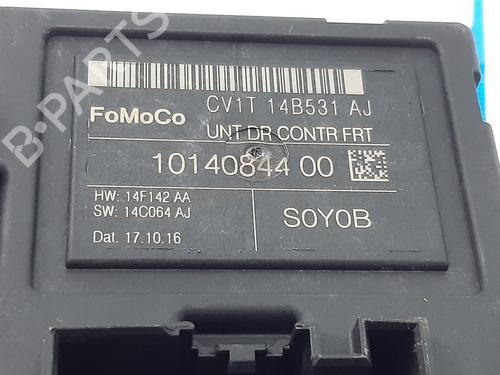 B-PARTS
CV1T 14B531 AJ
FoMoCo
UNT DR CONTR FRT
10140844 00
HW: 14F142 AA
SW: 14C064 AJ
S0Y0B
Dat. 17.10.16